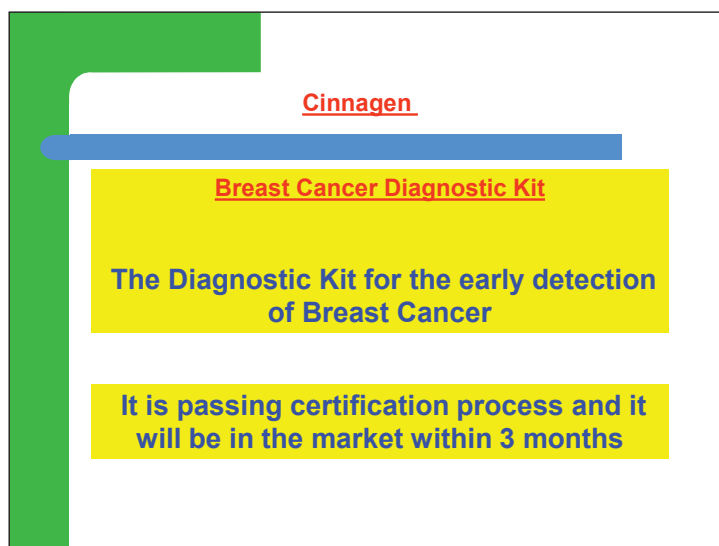 Cinnagen
Breast Cancer Diagnostic Kit
The Diagnostic Kit for the early detection
of Breast Cancer
It is passing certification process and it
will be in the market within 3 months